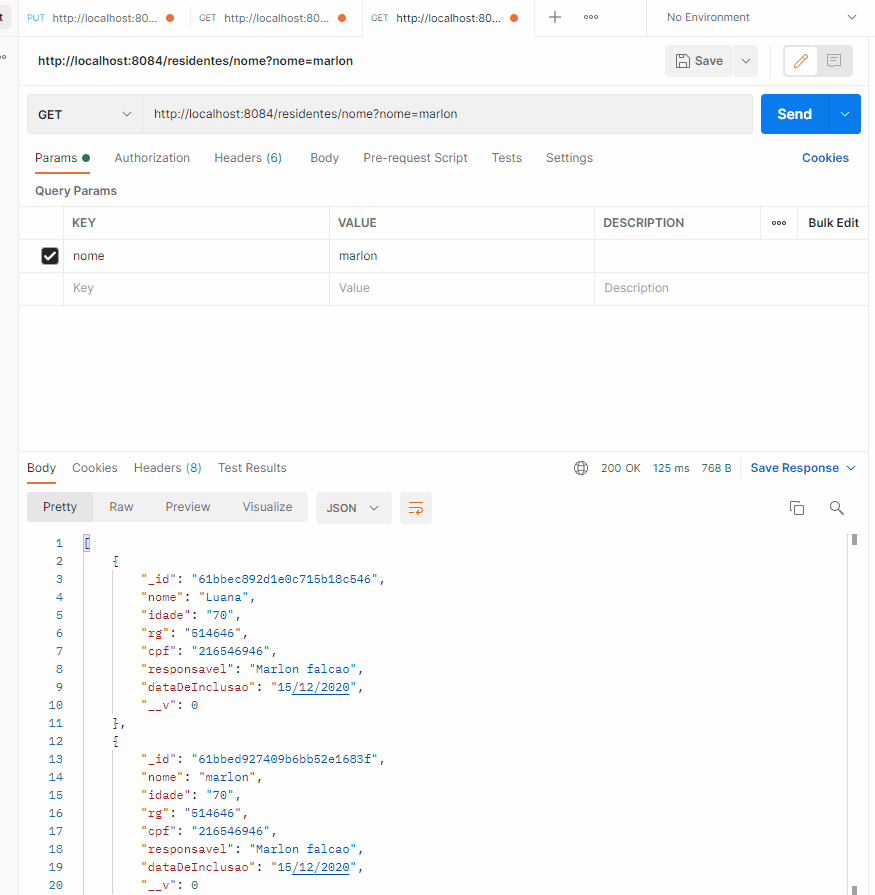 t PUT http://localhost:80... GET http://localhost:80... GET http://localhost:80... + ooo No Environment
http://localhost:8084/residentes/nome?nome=marlon Save
GET http://localhost:8084/residentes/nome?nome=marlon Send
Params Authorization Headers (6) Body Pre-request Script Tests Settings Cookies
Query Params
KEY VALUE DESCRIPTION ooo Bulk Edit
nome marlon
Key Value Description
Body Cookies Headers (8) Test Results 200 OK 125 ms 768 B Save Response
Pretty Raw Preview Visualize JSON
1 [
2 {
3 "_id": "61bbec892d1e0c715b18c546",
4 "nome": "Luana",
5 "idade": "70",
6 "rg": "514646",
7 "cpf": "216546946",
8 "responsavel": "Marlon falcao",
9 "dataDeInclusao": "15/12/2020",
10 "__v": 0
11 },
12 {
13 "_id": "61bbed927409b6bb52e1683f",
14 "nome": "marlon",
15 "idade": "70",
16 "rg": "514646",
17 "cpf": "216546946",
18 "responsavel": "Marlon falcao",
19 "dataDeInclusao": "15/12/2020",
20 "__v": 0